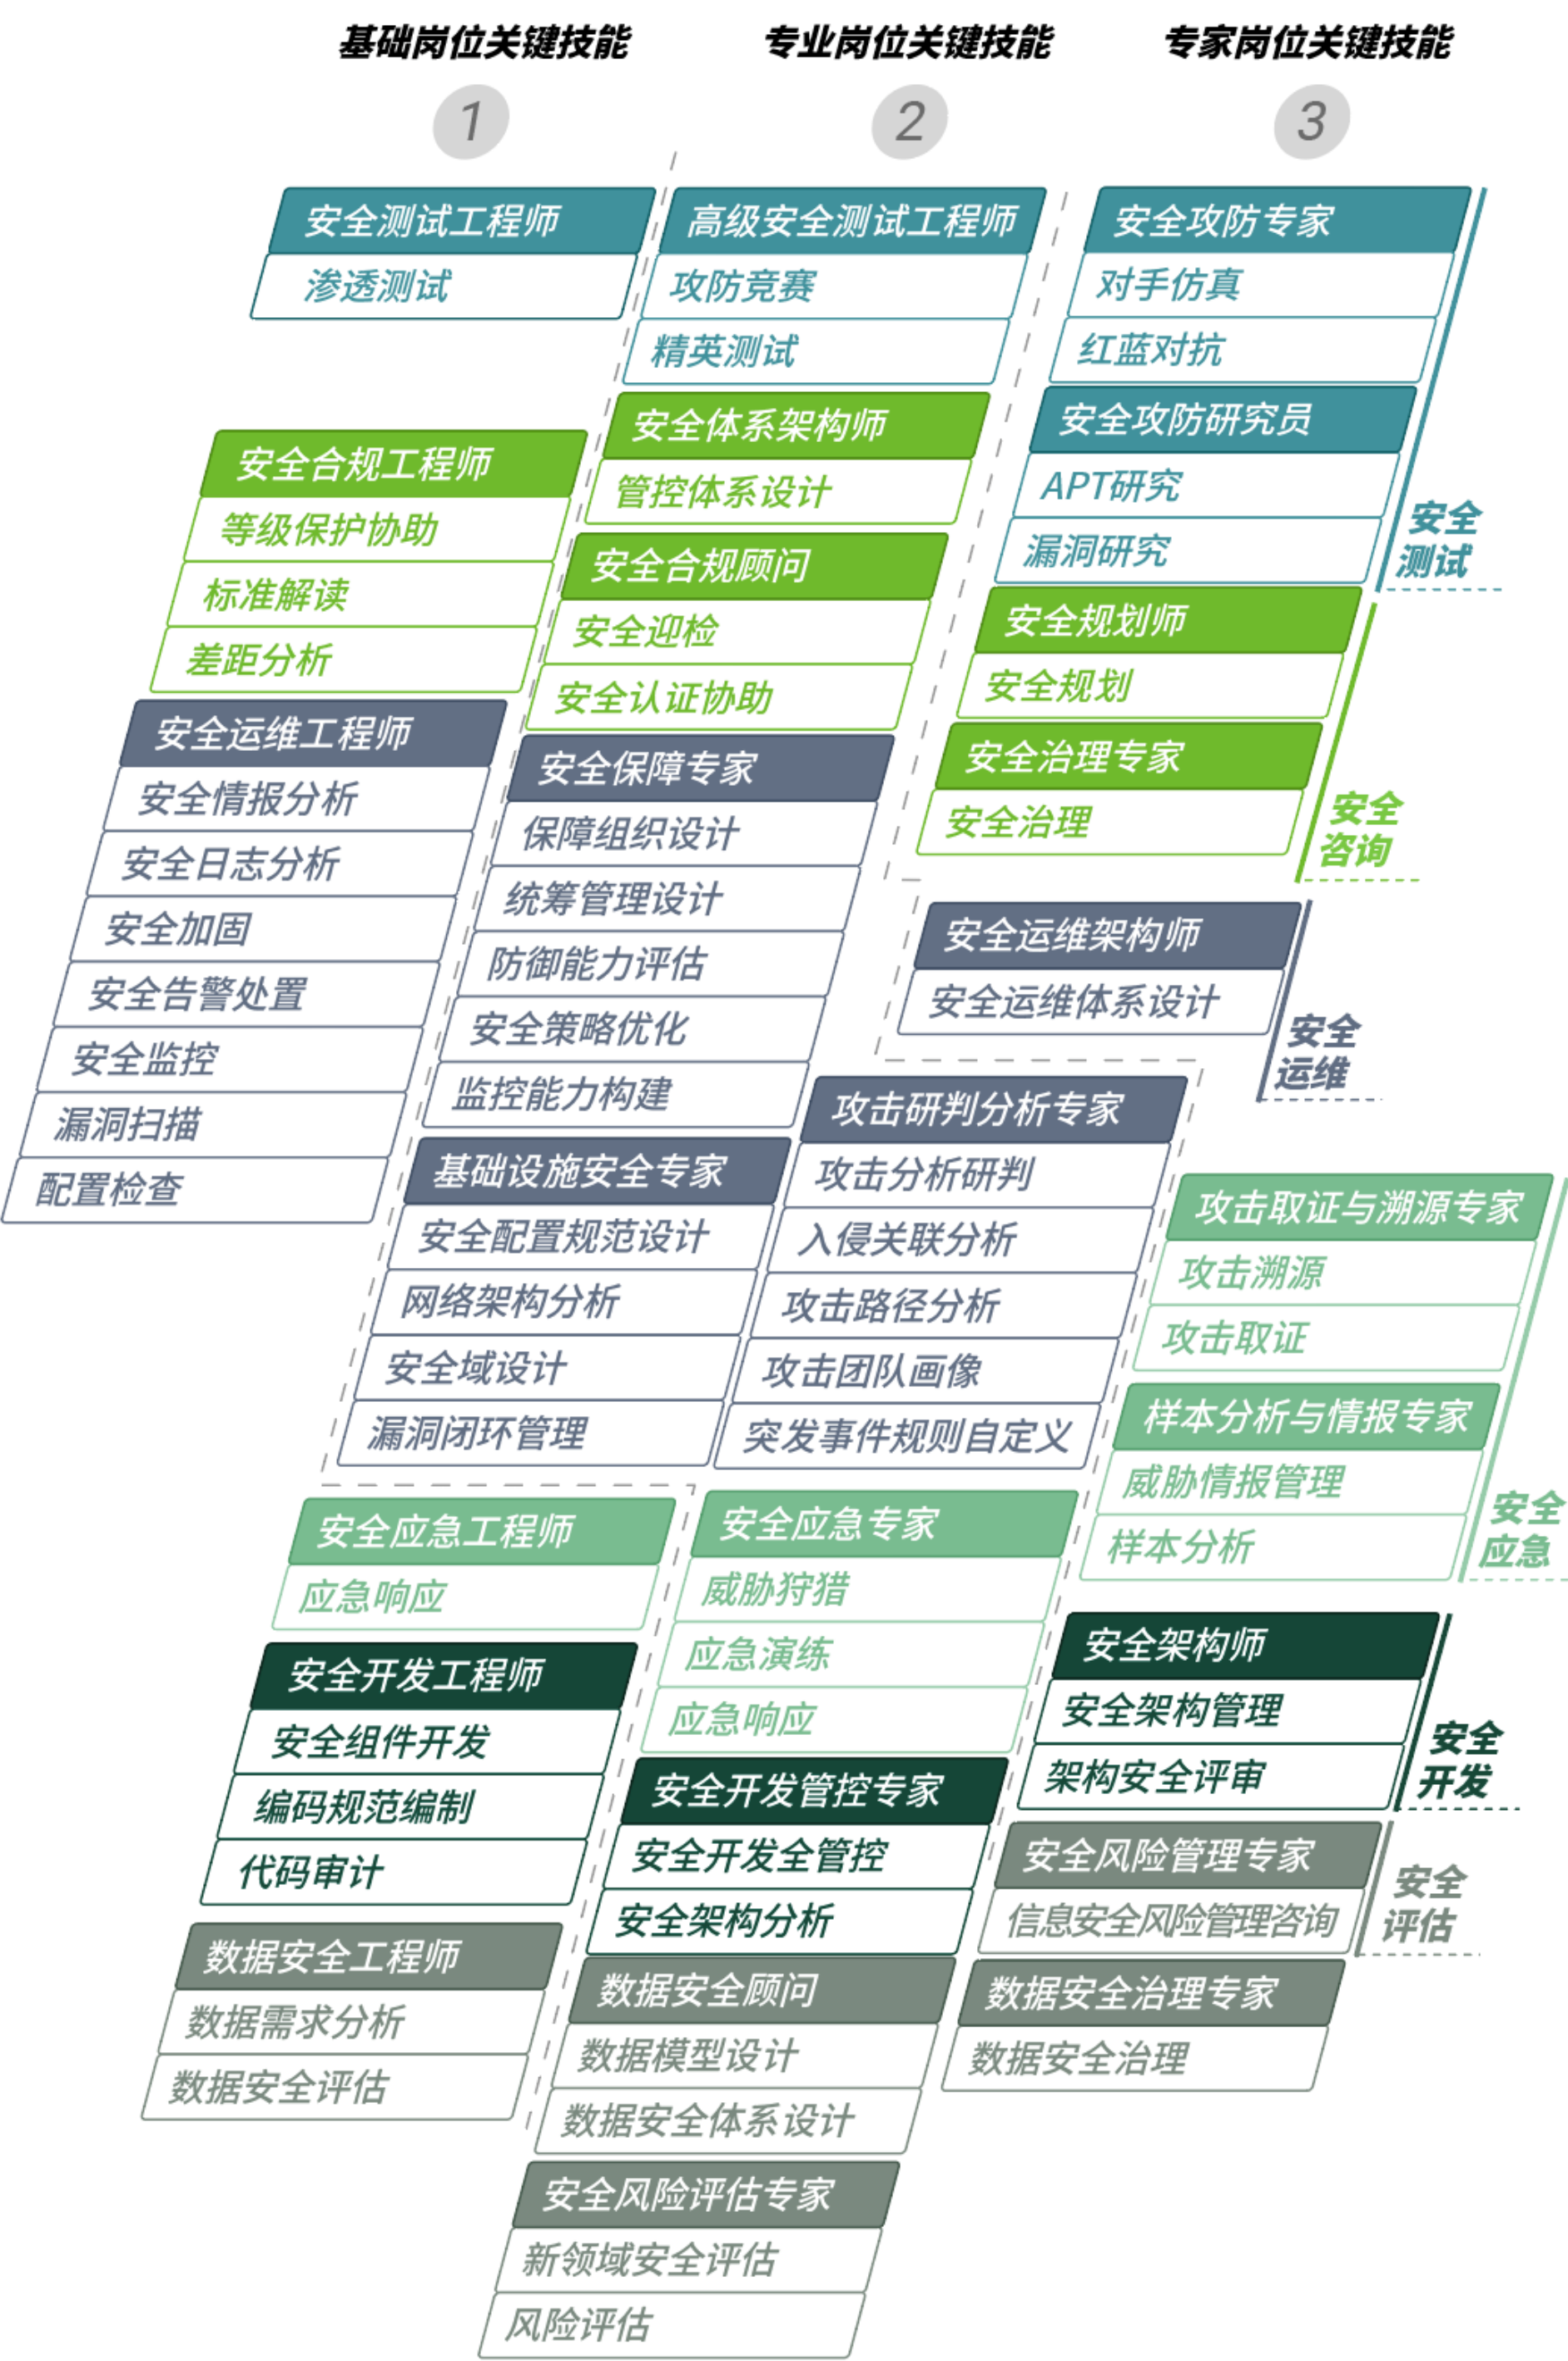 基础岗位关键技能
1
专业岗位关键技能
2
专家岗位关键技能
3
安全测试工程师
渗透测试
安全合规工程师
等级保护协助
标准解读
差距分析
安全运维工程师
安全情报分析
安全日志分析
安全加固
安全告警处置
安全监控
漏洞扫描
配置检查
安全应急工程师
应急响应
安全开发工程师
安全组件开发
编码规范编制
代码审计
数据安全工程师
数据需求分析
数据安全评估
高级安全测试工程师
攻防竞赛
精英测试
安全体系架构师
管控体系设计
安全合规顾问
安全迎检
安全认证协助
安全保障专家
保障组织设计
统筹管理设计
防御能力评估
安全策略优化
监控能力构建
基础设施安全专家
安全配置规范设计
网络架构分析
安全域设计
漏洞闭环管理
攻击研判分析专家
攻击分析研判
入侵关联分析
攻击路径分析
攻击团队画像
突发事件规则自定义
安全应急专家
威胁狩猎
应急演练
应急响应
安全开发管控专家
安全开发全管控
安全架构分析
数据安全顾问
数据模型设计
数据安全体系设计
安全风险评估专家
新领域安全评估
风险评估
安全攻防专家
对手仿真
红蓝对抗
安全攻防研究员
APT研究
漏洞研究
安全
测试
安全规划师
安全规划
安全治理专家
安全治理
安全
咨询
安全运维架构师
安全运维体系设计
安全
运维
攻击取证与溯源专家
攻击溯源
攻击取证
样本分析与情报专家
威胁情报管理
样本分析
安全
应急
安全架构师
安全架构管理
架构安全评审
安全
开发
安全风险管理专家
信息安全风险管理咨询
安全
评估
数据安全治理专家
数据安全治理